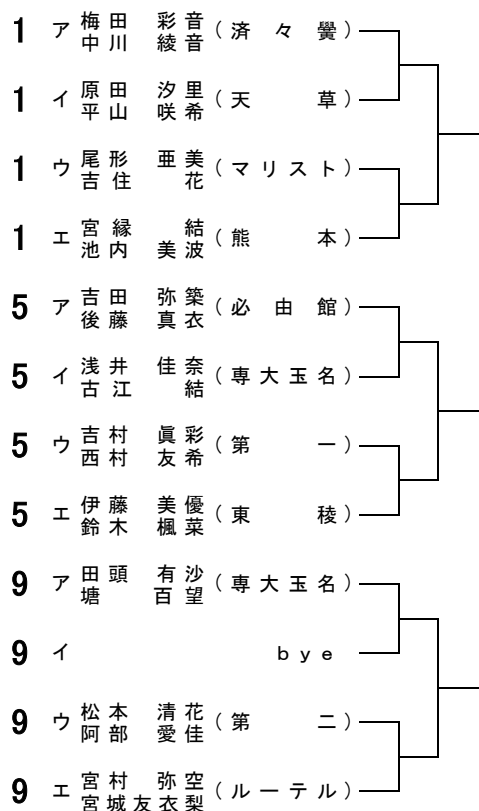 1 ア 梅田 彩音 (済々黌)
中川 綾音
1 イ 原田 汐里 (天草)
平山 咲希
1 ウ 尾形 亜美 (マリスト)
吉住 花
1 エ 宮縁 結 (熊本)
池内 美波
5 ア 吉田 弥築 (必由館)
後藤 真衣
5 イ 浅井 佳奈 (専大玉名)
古江 結
5 ウ 吉村 眞彩 (第一)
西村 友希
5 エ 伊藤 美優 (東稜)
鈴木 楓菜
9 ア 田頭 有沙 (専大玉名)
塘 百望
9 イ bye
9 ウ 松本 清花 (第二)
阿部 愛佳
9 エ 宮村 弥空 (ルーテル)
宮城友衣梨